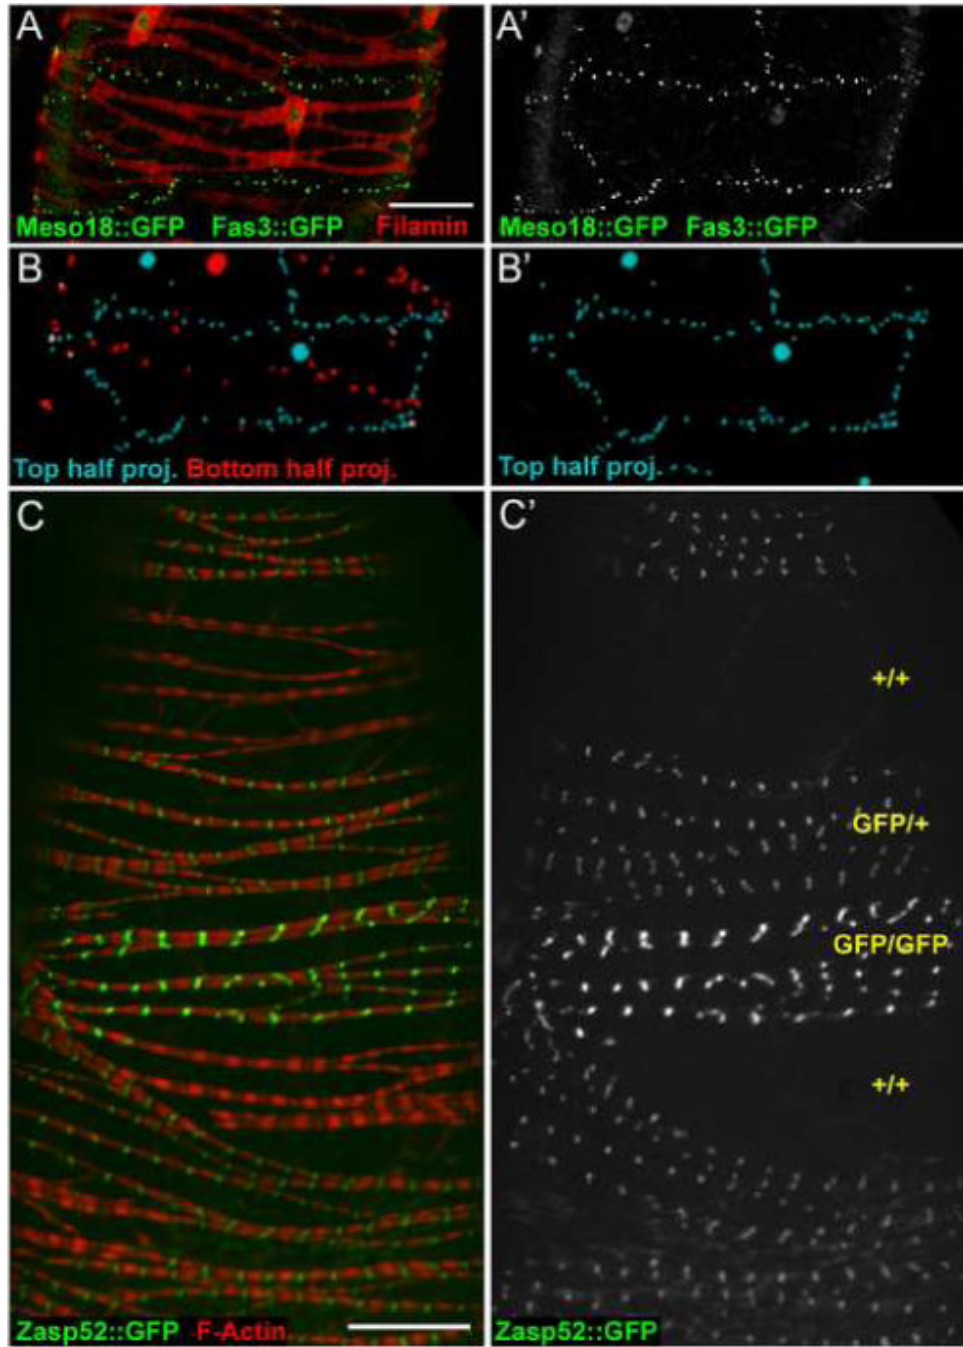 A A'
Meso18::GFP Fas3::GFP Filamin Meso18::GFP Fas3::GFP
B B'
Top half proj. Bottom half proj. Top half proj.
C C'
+/+
GFP/+
GFP/GFP
+/+
Zasp52::GFP F-Actin Zasp52::GFP